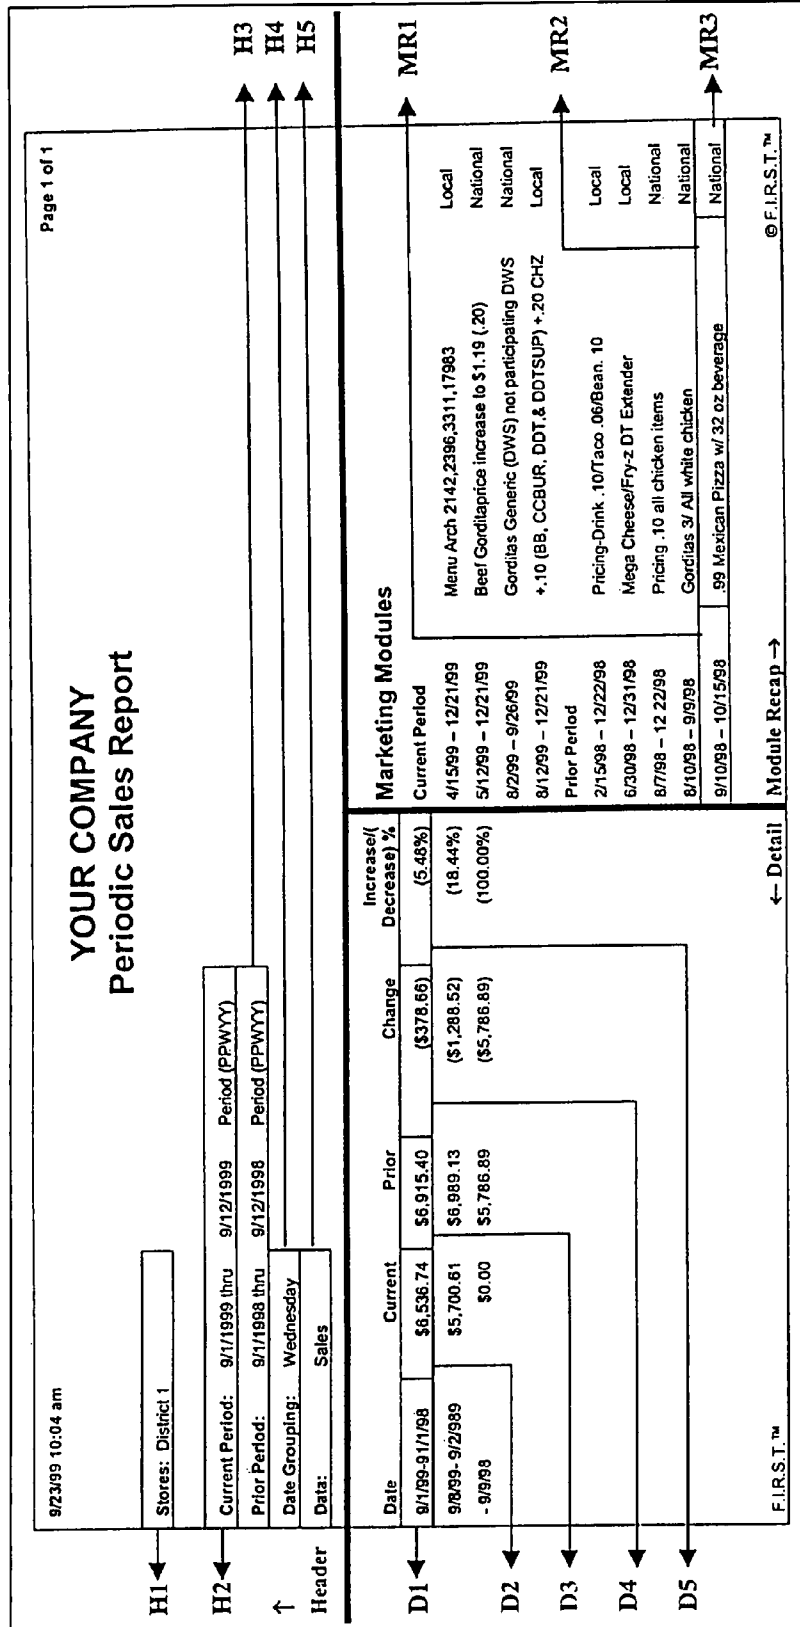 9/23/99 10:04 am
Page 1 of 1
YOUR COMPANY
Periodic Sales Report
H1
Stores: District 1
H2
Current Period: 9/1/1999 thru 9/12/1999 Period (PPWYY)
Prior Period: 9/1/1998 thru 9/12/1998 Period (PPWYY)
H3
Date Grouping: Wednesday
H4
Data: Sales
H5
↑
Header
Date Current Prior Change Increase/(
Decrease) %
D1
9/1/99-91/1/98 $6,536.74 $6,915.40 ($378.66) (5.48%)
9/8/99- 9/2/989 $5,700.61 $6,989.13 ($1,288.52) (18.44%)
- 9/9/98 $0.00 $5,786.89 ($5,786.89) (100.00%)
D2
D3
D4
D5
F.I.R.S.T.™
← Detail
Marketing Modules
Current Period
MR1
4/15/99 – 12/21/99 Menu Arch 2142,2396,3311,17983 Local
5/12/99 – 12/21/99 Beef Gorditaprice increase to $1.19 (.20) National
8/2/99 – 9/26/99 Gorditas Generic (DWS) not participating DWS National
8/12/99 – 12/21/99 +.10 (BB, CCBUR, DDT,& DDTSUP) +.20 CHZ Local
Prior Period
MR2
2/15/98 – 12/22/98 Pricing-Drink .10/Taco .06/Bean. 10 Local
6/30/98 – 12/31/98 Mega Cheese/Fry-z DT Extender Local
8/7/98 – 12 22/98 Pricing .10 all chicken items National
8/10/98 – 9/9/98 Gorditas 3/ All white chicken National
9/10/98 – 10/15/98 .99 Mexican Pizza w/ 32 oz beverage National
MR3
Module Recap →
© F.I.R.S.T.™